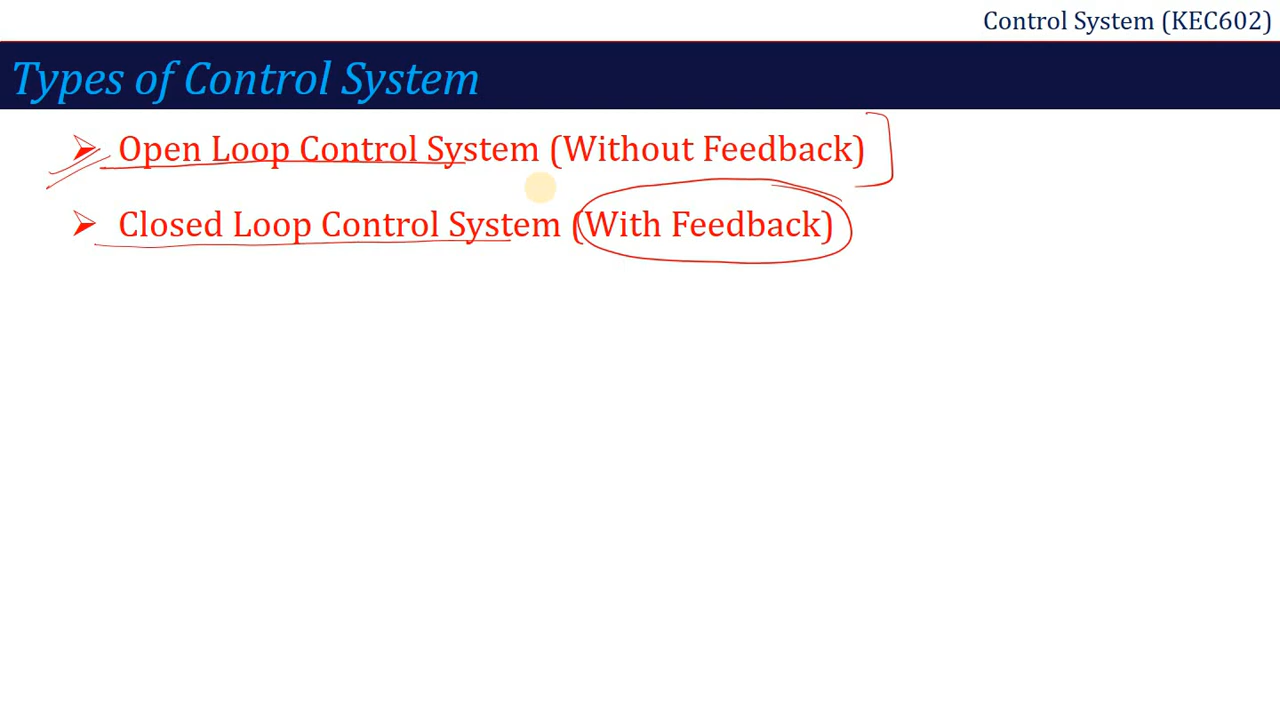 Control System (KEC602)
Types of Control System
Open Loop Control System (Without Feedback)
Closed Loop Control System (With Feedback)